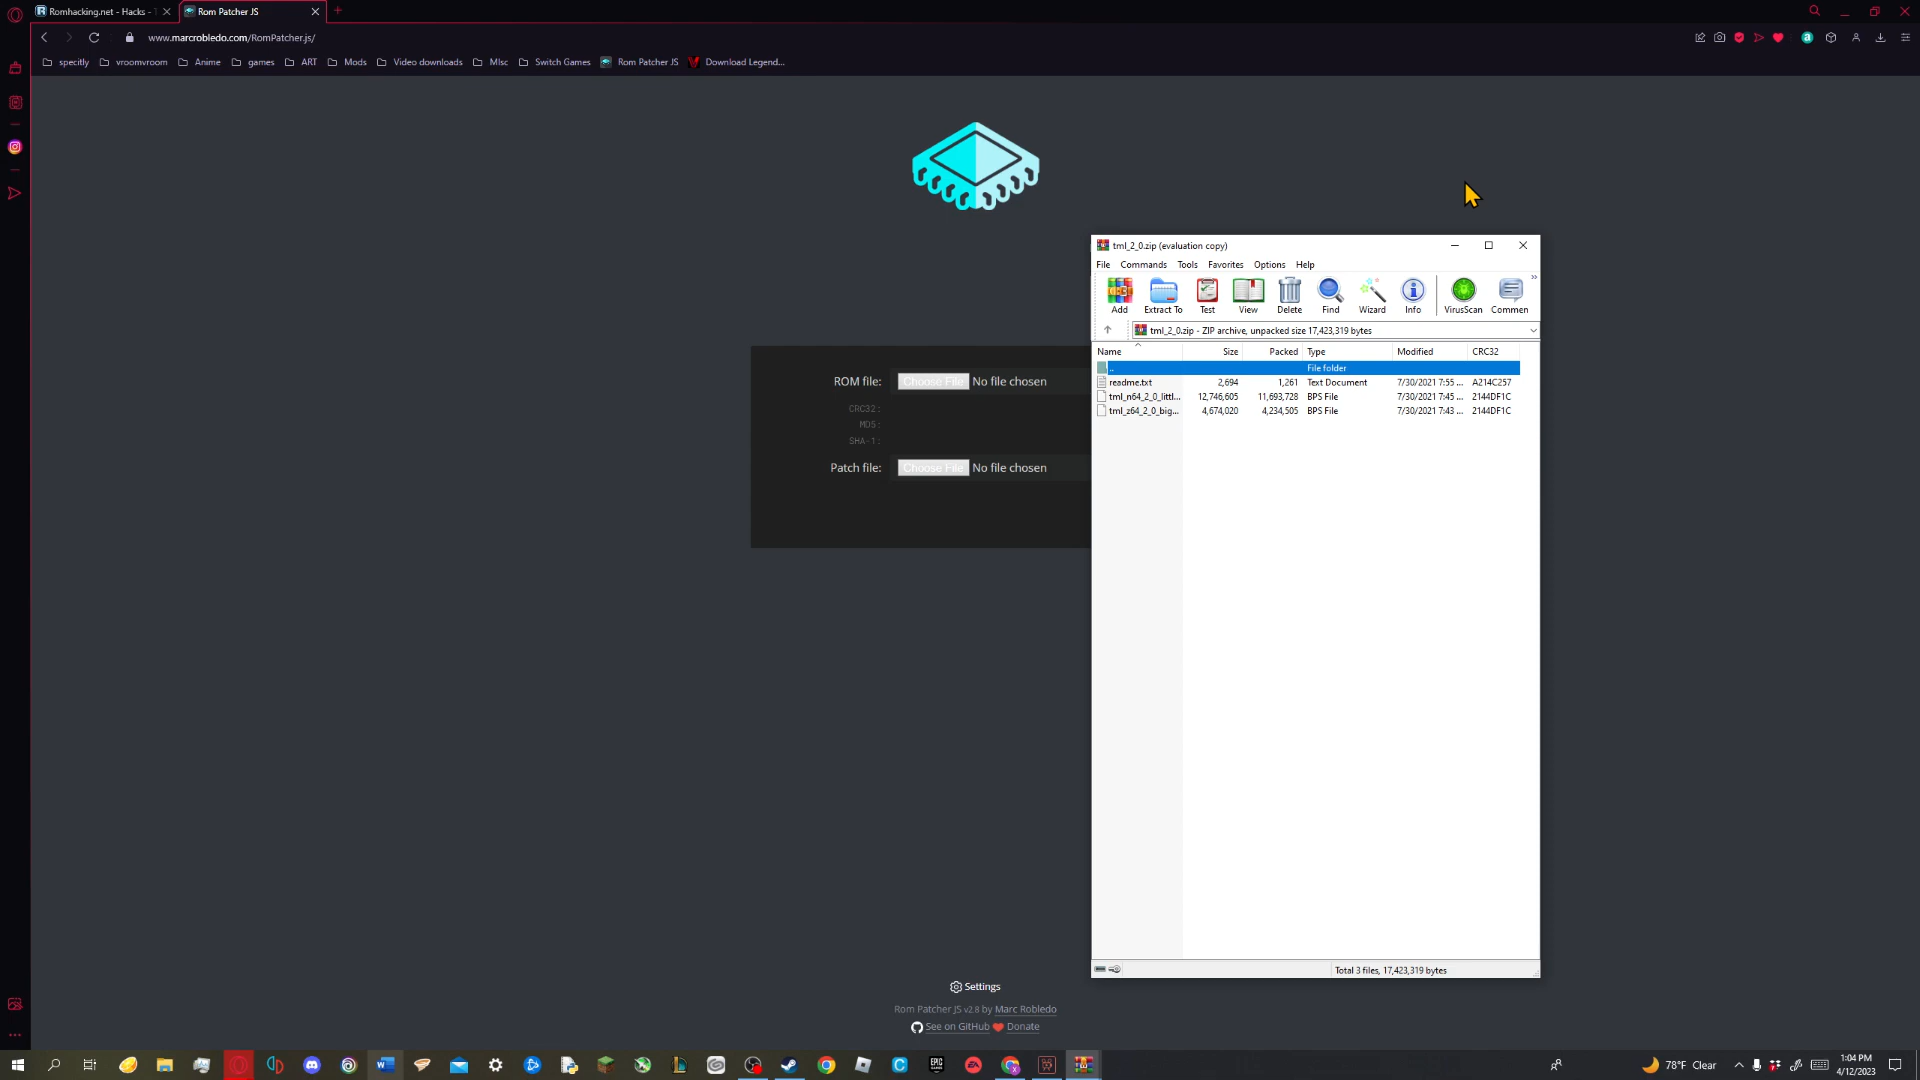 Romhacking.net - Hacks -
Rom Patcher JS
www.marcrobledo.com/RomPatcher.js/
specitly
vroomvroom
Anime
games
ART
Mods
Video downloads
MIsc
Switch Games
Rom Patcher JS
Download Legend...
tml_2_0.zip (evaluation copy)
File Commands Tools Favorites Options Help
Add Extract To Test View Delete Find Wizard Info VirusScan Commen
tml_2_0.zip - ZIP archive, unpacked size 17,423,319 bytes
Name Size Packed Type Modified CRC32
.. File folder
readme.txt 2,694 1,261 Text Document 7/30/2021 7:55 ... A214C257
tml_n64_2_0_littl... 12,746,605 11,693,728 BPS File 7/30/2021 7:45 ... 2144DF1C
tml_z64_2_0_big... 4,674,020 4,234,505 BPS File 7/30/2021 7:43 ... 2144DF1C
ROM file: Choose File No file chosen
CRC32:
MD5:
SHA-1:
Patch file: Choose File No file chosen
Total 3 files, 17,423,319 bytes
Settings
Rom Patcher JS v2.8 by Marc Robledo
See on GitHub Donate
78°F Clear
1:04 PM
4/12/2023